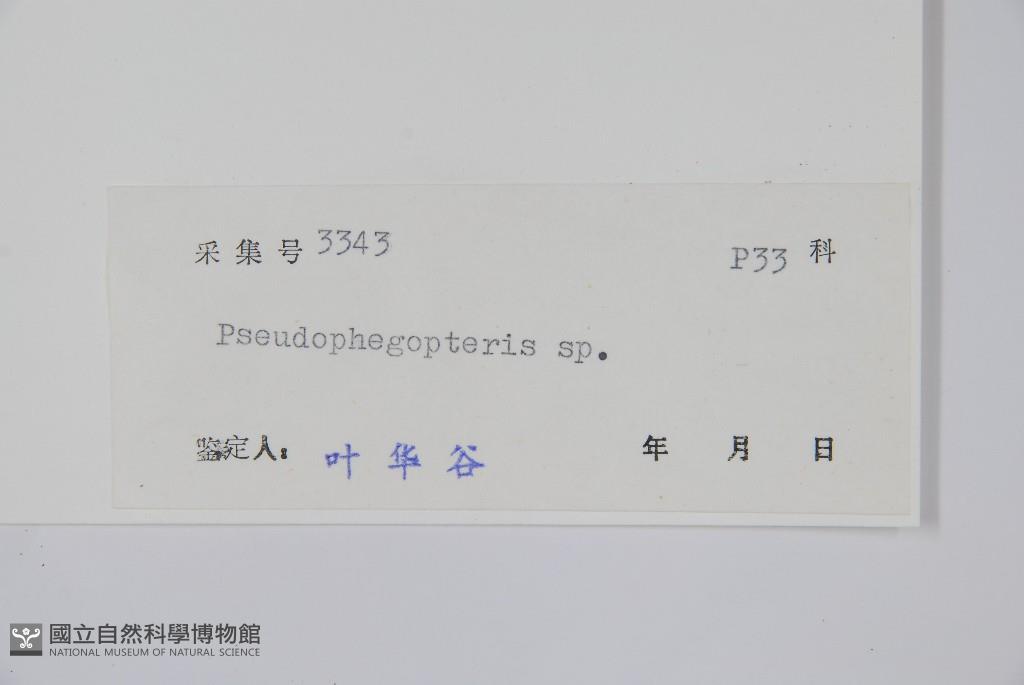 采集号 3343 P33 科
Pseudophegopteris sp.
鉴定人: 叶华谷 年 月 日
國立自然科學博物館
NATIONAL MUSEUM OF NATURAL SCIENCE